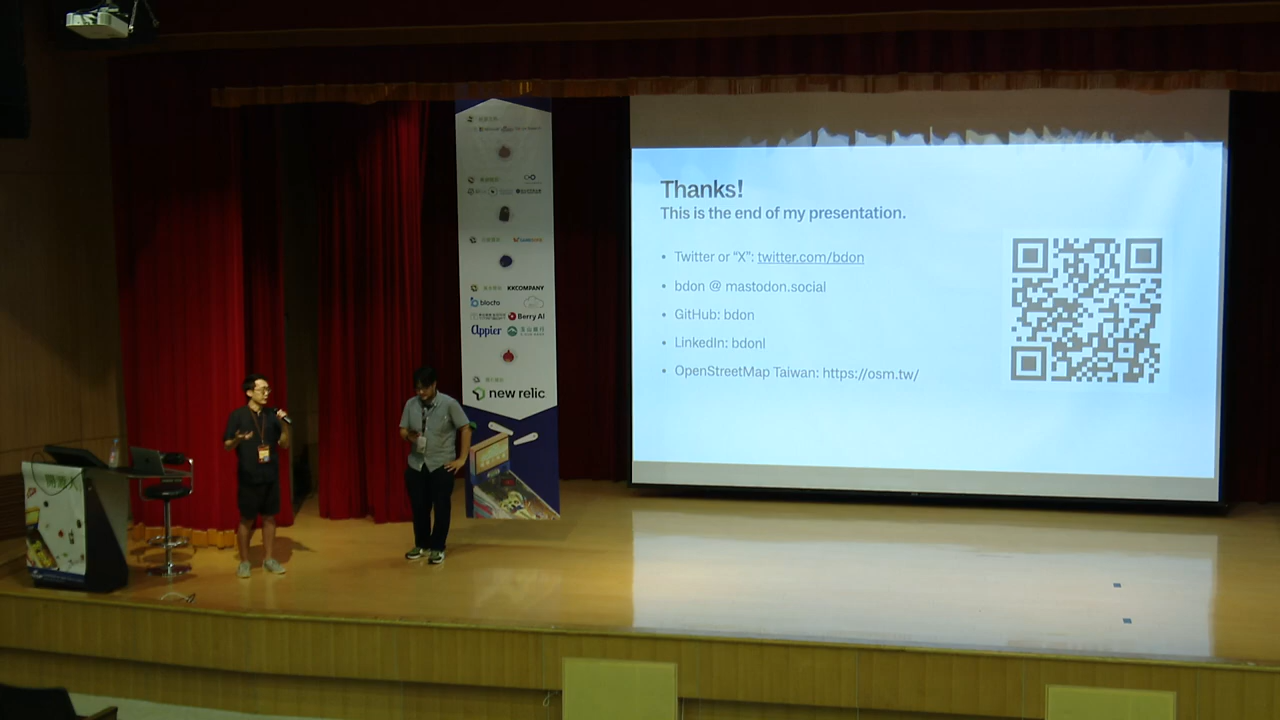 KKCOMPANY
blocto
Berry AI
Appier
new relic
Thanks!
This is the end of my presentation.
• Twitter or “X”: twitter.com/bdon
• bdon @ mastodon.social
• GitHub: bdon
• LinkedIn: bdonl
• OpenStreetMap Taiwan: https://osm.tw/